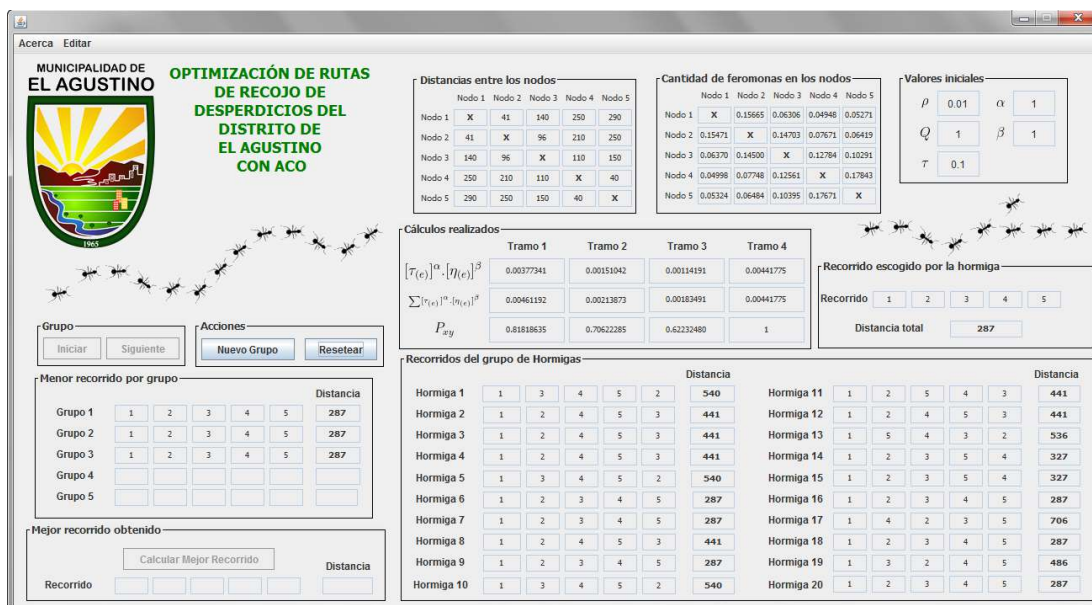 Acerca Editar
MUNICIPALIDAD DE
EL AGUSTINO
1965
OPTIMIZACIÓN DE RUTAS
DE RECOJO DE
DESPERDICIOS DEL
DISTRITO DE
EL AGUSTINO
CON ACO
Distancias entre los nodos
Nodo 1 Nodo 2 Nodo 3 Nodo 4 Nodo 5
Nodo 1 X 41 140 250 290
Nodo 2 41 X 96 210 250
Nodo 3 140 96 X 110 150
Nodo 4 250 210 110 X 40
Nodo 5 290 250 150 40 X
Cantidad de feromonas en los nodos
Nodo 1 Nodo 2 Nodo 3 Nodo 4 Nodo 5
Nodo 1 X 0.15665 0.06306 0.04948 0.05271
Nodo 2 0.15471 X 0.14703 0.07671 0.06419
Nodo 3 0.06370 0.14500 X 0.12784 0.10291
Nodo 4 0.04998 0.07748 0.12561 X 0.17843
Nodo 5 0.05324 0.06484 0.10395 0.17671 X
Valores iniciales
ρ 0.01 α 1
Q 1 β 1
τ 0.1
Cálculos realizados
Tramo 1 Tramo 2 Tramo 3 Tramo 4
[τ(e)]^α.[η(e)]^β 0.00377341 0.00151042 0.00114191 0.00441775
∑[τ(e)]^α.[η(e)]^β 0.00461192 0.00213873 0.00183491 0.00441775
Pxy 0.81818635 0.70622285 0.62232480 1
Recorrido escogido por la hormiga
Recorrido 1 2 3 4 5
Distancia total 287
Grupo
Iniciar Siguiente
Acciones
Nuevo Grupo Resetear
Menor recorrido por grupo
Distancia
Grupo 1 1 2 3 4 5 287
Grupo 2 1 2 3 4 5 287
Grupo 3 1 2 3 4 5 287
Grupo 4
Grupo 5
Mejor recorrido obtenido
Calcular Mejor Recorrido
Distancia
Recorrido
Recorridos del grupo de Hormigas
Distancia
Hormiga 1 1 3 4 5 2 540
Hormiga 2 1 2 4 5 3 441
Hormiga 3 1 2 4 5 3 441
Hormiga 4 1 2 4 5 3 441
Hormiga 5 1 3 4 5 2 540
Hormiga 6 1 2 3 4 5 287
Hormiga 7 1 2 3 4 5 287
Hormiga 8 1 2 4 5 3 441
Hormiga 9 1 2 3 4 5 287
Hormiga 10 1 3 4 5 2 540
Distancia
Hormiga 11 1 2 5 4 3 441
Hormiga 12 1 2 4 5 3 441
Hormiga 13 1 5 4 3 2 536
Hormiga 14 1 2 3 5 4 327
Hormiga 15 1 2 3 5 4 327
Hormiga 16 1 2 3 4 5 287
Hormiga 17 1 4 2 3 5 706
Hormiga 18 1 2 3 4 5 287
Hormiga 19 1 3 2 4 5 486
Hormiga 20 1 2 3 4 5 287